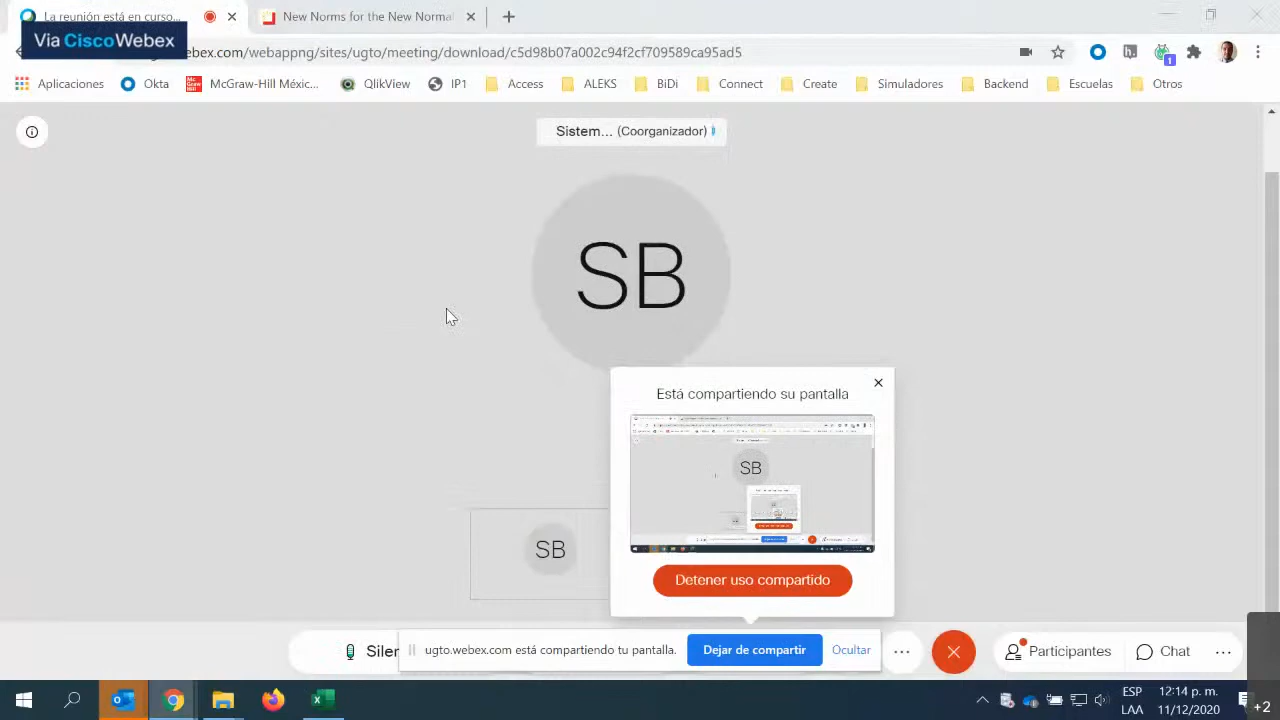 La reunión está en curso...
New Norms for the New Normal
Via CiscoWebex
webex.com/webappng/sites/ugto/meeting/download/c5d98b07a002c94f2cf709589ca95ad5
Aplicaciones
Okta
McGraw-Hill Méxic...
QlikView
IP1
Access
ALEKS
BiDi
Connect
Create
Simuladores
Backend
Escuelas
Otros
Sistem... (Coorganizador)
SB
Está compartiendo su pantalla
SB
SB
Detener uso compartido
Silen
ugto.webex.com está compartiendo tu pantalla.
Dejar de compartir
Ocultar
Participantes
Chat
ESP
LAA
12:14 p. m.
11/12/2020
+2